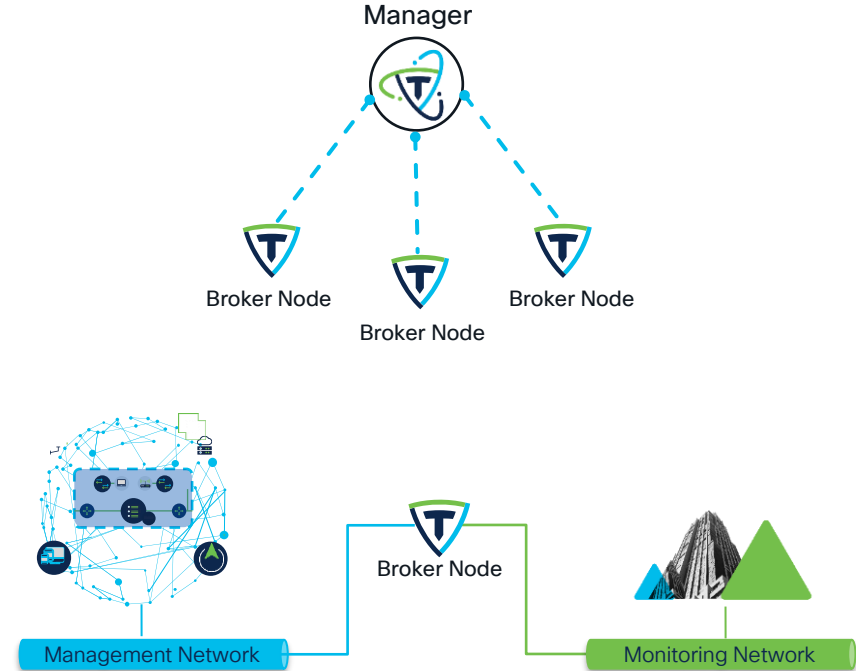 Manager
Broker Node
Broker Node
Broker Node
Broker Node
Management Network
Monitoring Network